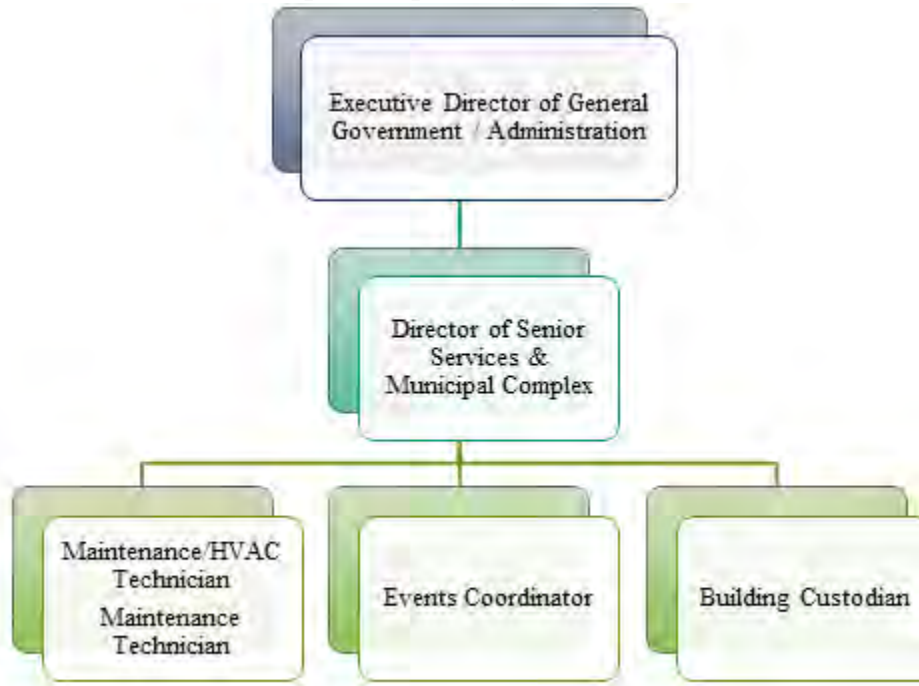 Executive Director of General
Government / Administration
Director of Senior
Services &
Municipal Complex
Maintenance/HVAC
Technician
Maintenance
Technician
Events Coordinator
Building Custodian